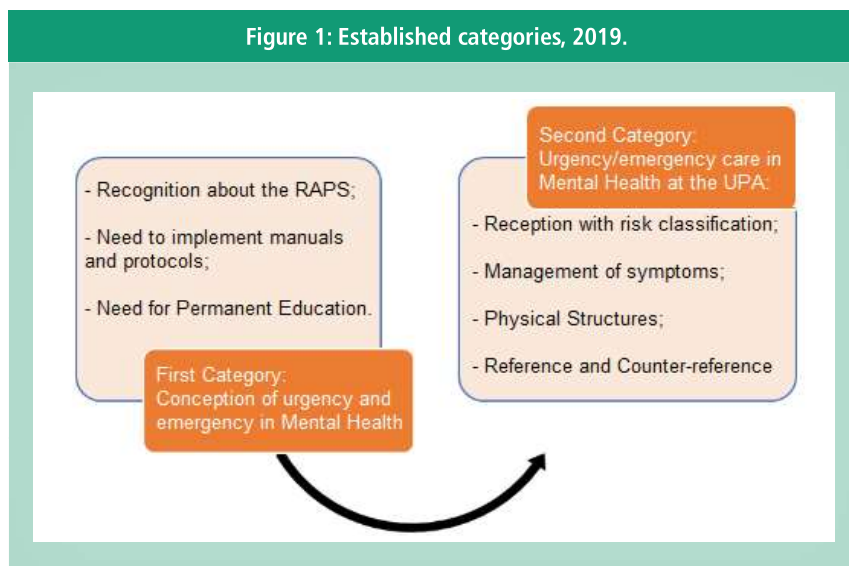 Figure 1: Established categories, 2019.
- Recognition about the RAPS;
- Need to implement manuals
and protocols;
- Need for Permanent Education.
First Category:
Conception of urgency and
emergency in Mental Health
Second Category:
Urgency/emergency care in
Mental Health at the UPA:
- Reception with risk classification;
- Management of symptoms;
- Physical Structures;
- Reference and Counter-reference